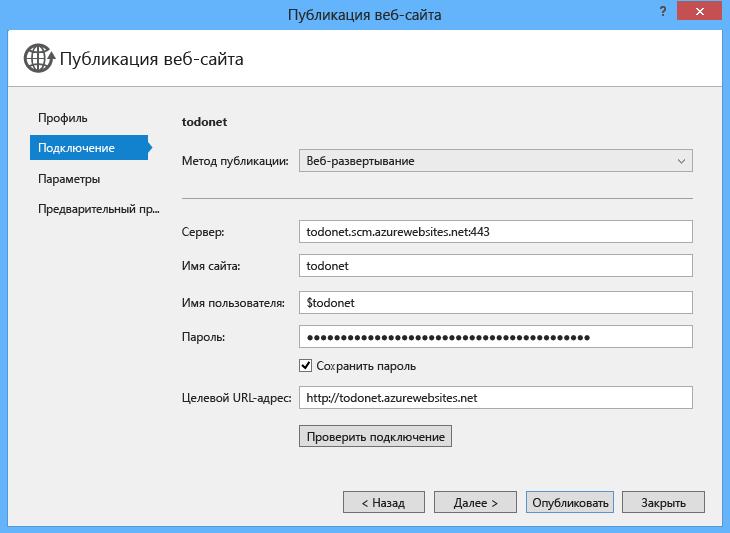 Публикация веб-сайта
?
Публикация веб-сайта
Профиль
Подключение
Параметры
Предварительный пр...
todonet
Метод публикации: Веб-развертывание
Сервер: todonet.scm.azurewebsites.net:443
Имя сайта: todonet
Имя пользователя: $todonet
Пароль:
Сохранить пароль
Целевой URL-адрес: http://todonet.azurewebsites.net
Проверить подключение
< Назад Далее > Опубликовать Закрыть